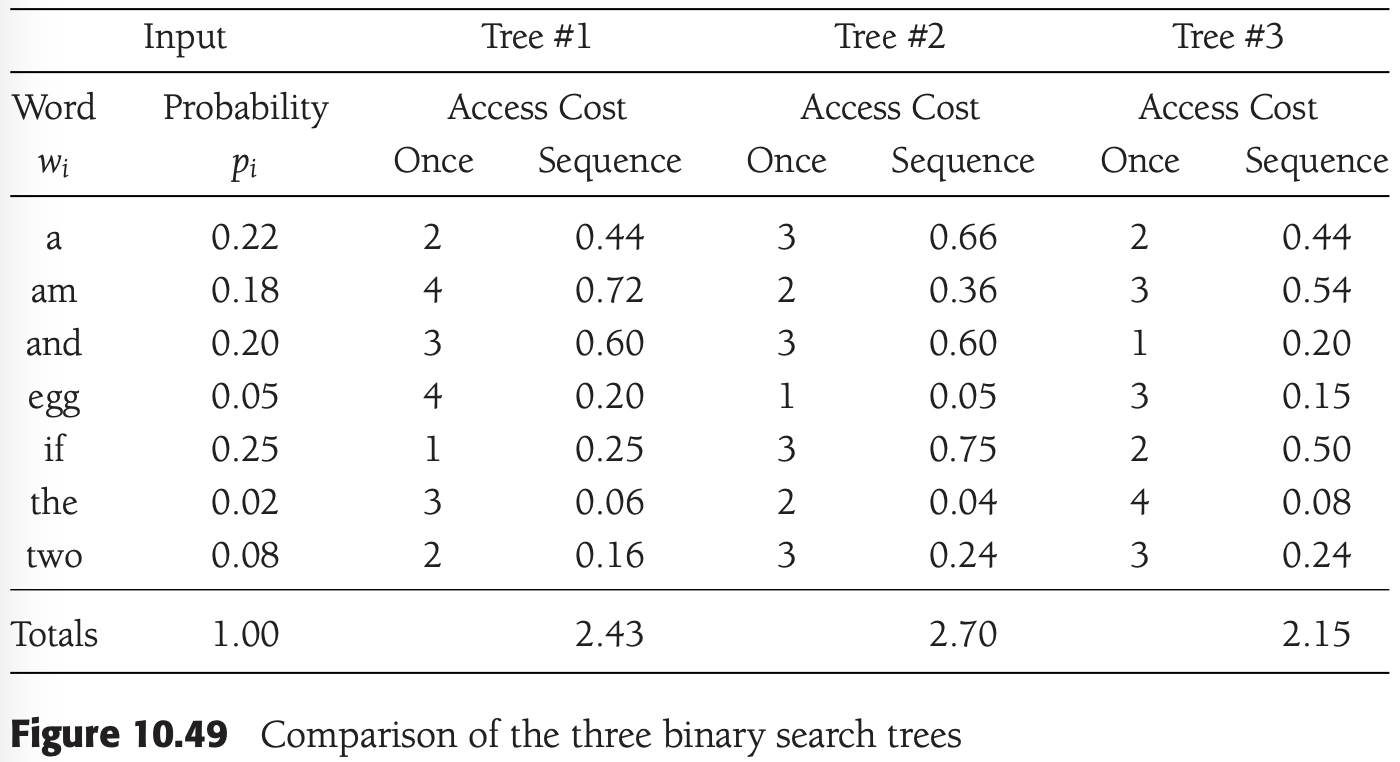 Input Tree #1 Tree #2 Tree #3
Word Probability Access Cost Access Cost Access Cost
wi pi Once Sequence Once Sequence Once Sequence
a 0.22 2 0.44 3 0.66 2 0.44
am 0.18 4 0.72 2 0.36 3 0.54
and 0.20 3 0.60 3 0.60 1 0.20
egg 0.05 4 0.20 1 0.05 3 0.15
if 0.25 1 0.25 3 0.75 2 0.50
the 0.02 3 0.06 2 0.04 4 0.08
two 0.08 2 0.16 3 0.24 3 0.24
Totals 1.00 2.43 2.70 2.15
Figure 10.49 Comparison of the three binary search trees